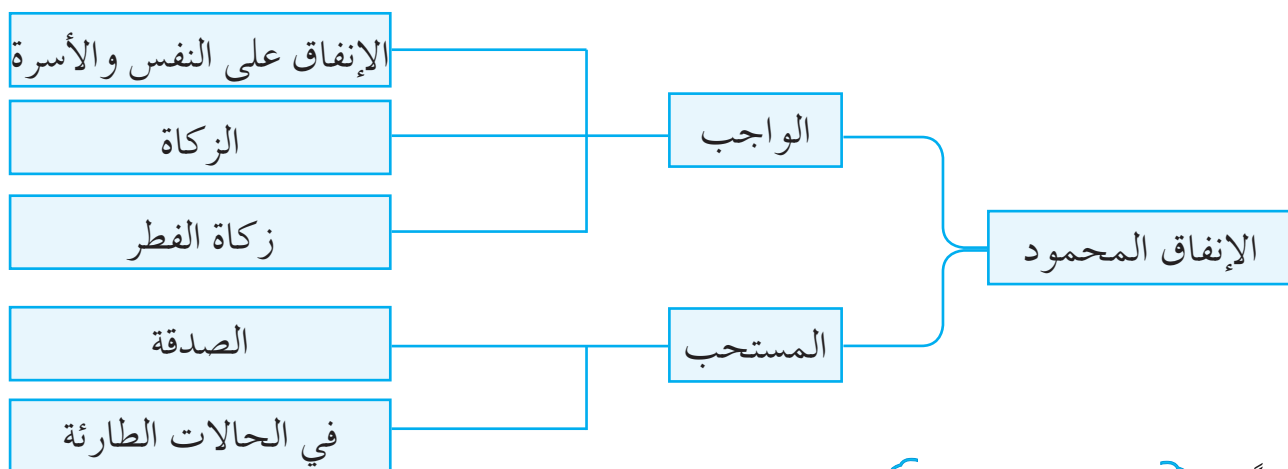 الإنفاق المحمود
الواجب
الإنفاق على النفس والأسرة
الزكاة
زكاة الفطر
المستحب
الصدقة
في الحالات الطارئة